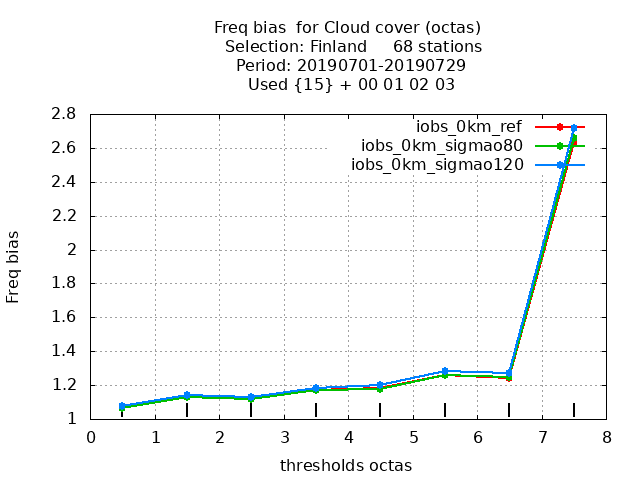 Freq bias  for Cloud cover (octas)
Selection: Finland     68 stations
Period: 20190701-20190729
Used {15} + 00 01 02 03
iobs_0km_ref
iobs_0km_sigmao80
iobs_0km_sigmao120
Freq bias
2.8
2.6
2.4
2.2
2
1.8
1.6
1.4
1.2
1
0 1 2 3 4 5 6 7 8
thresholds octas